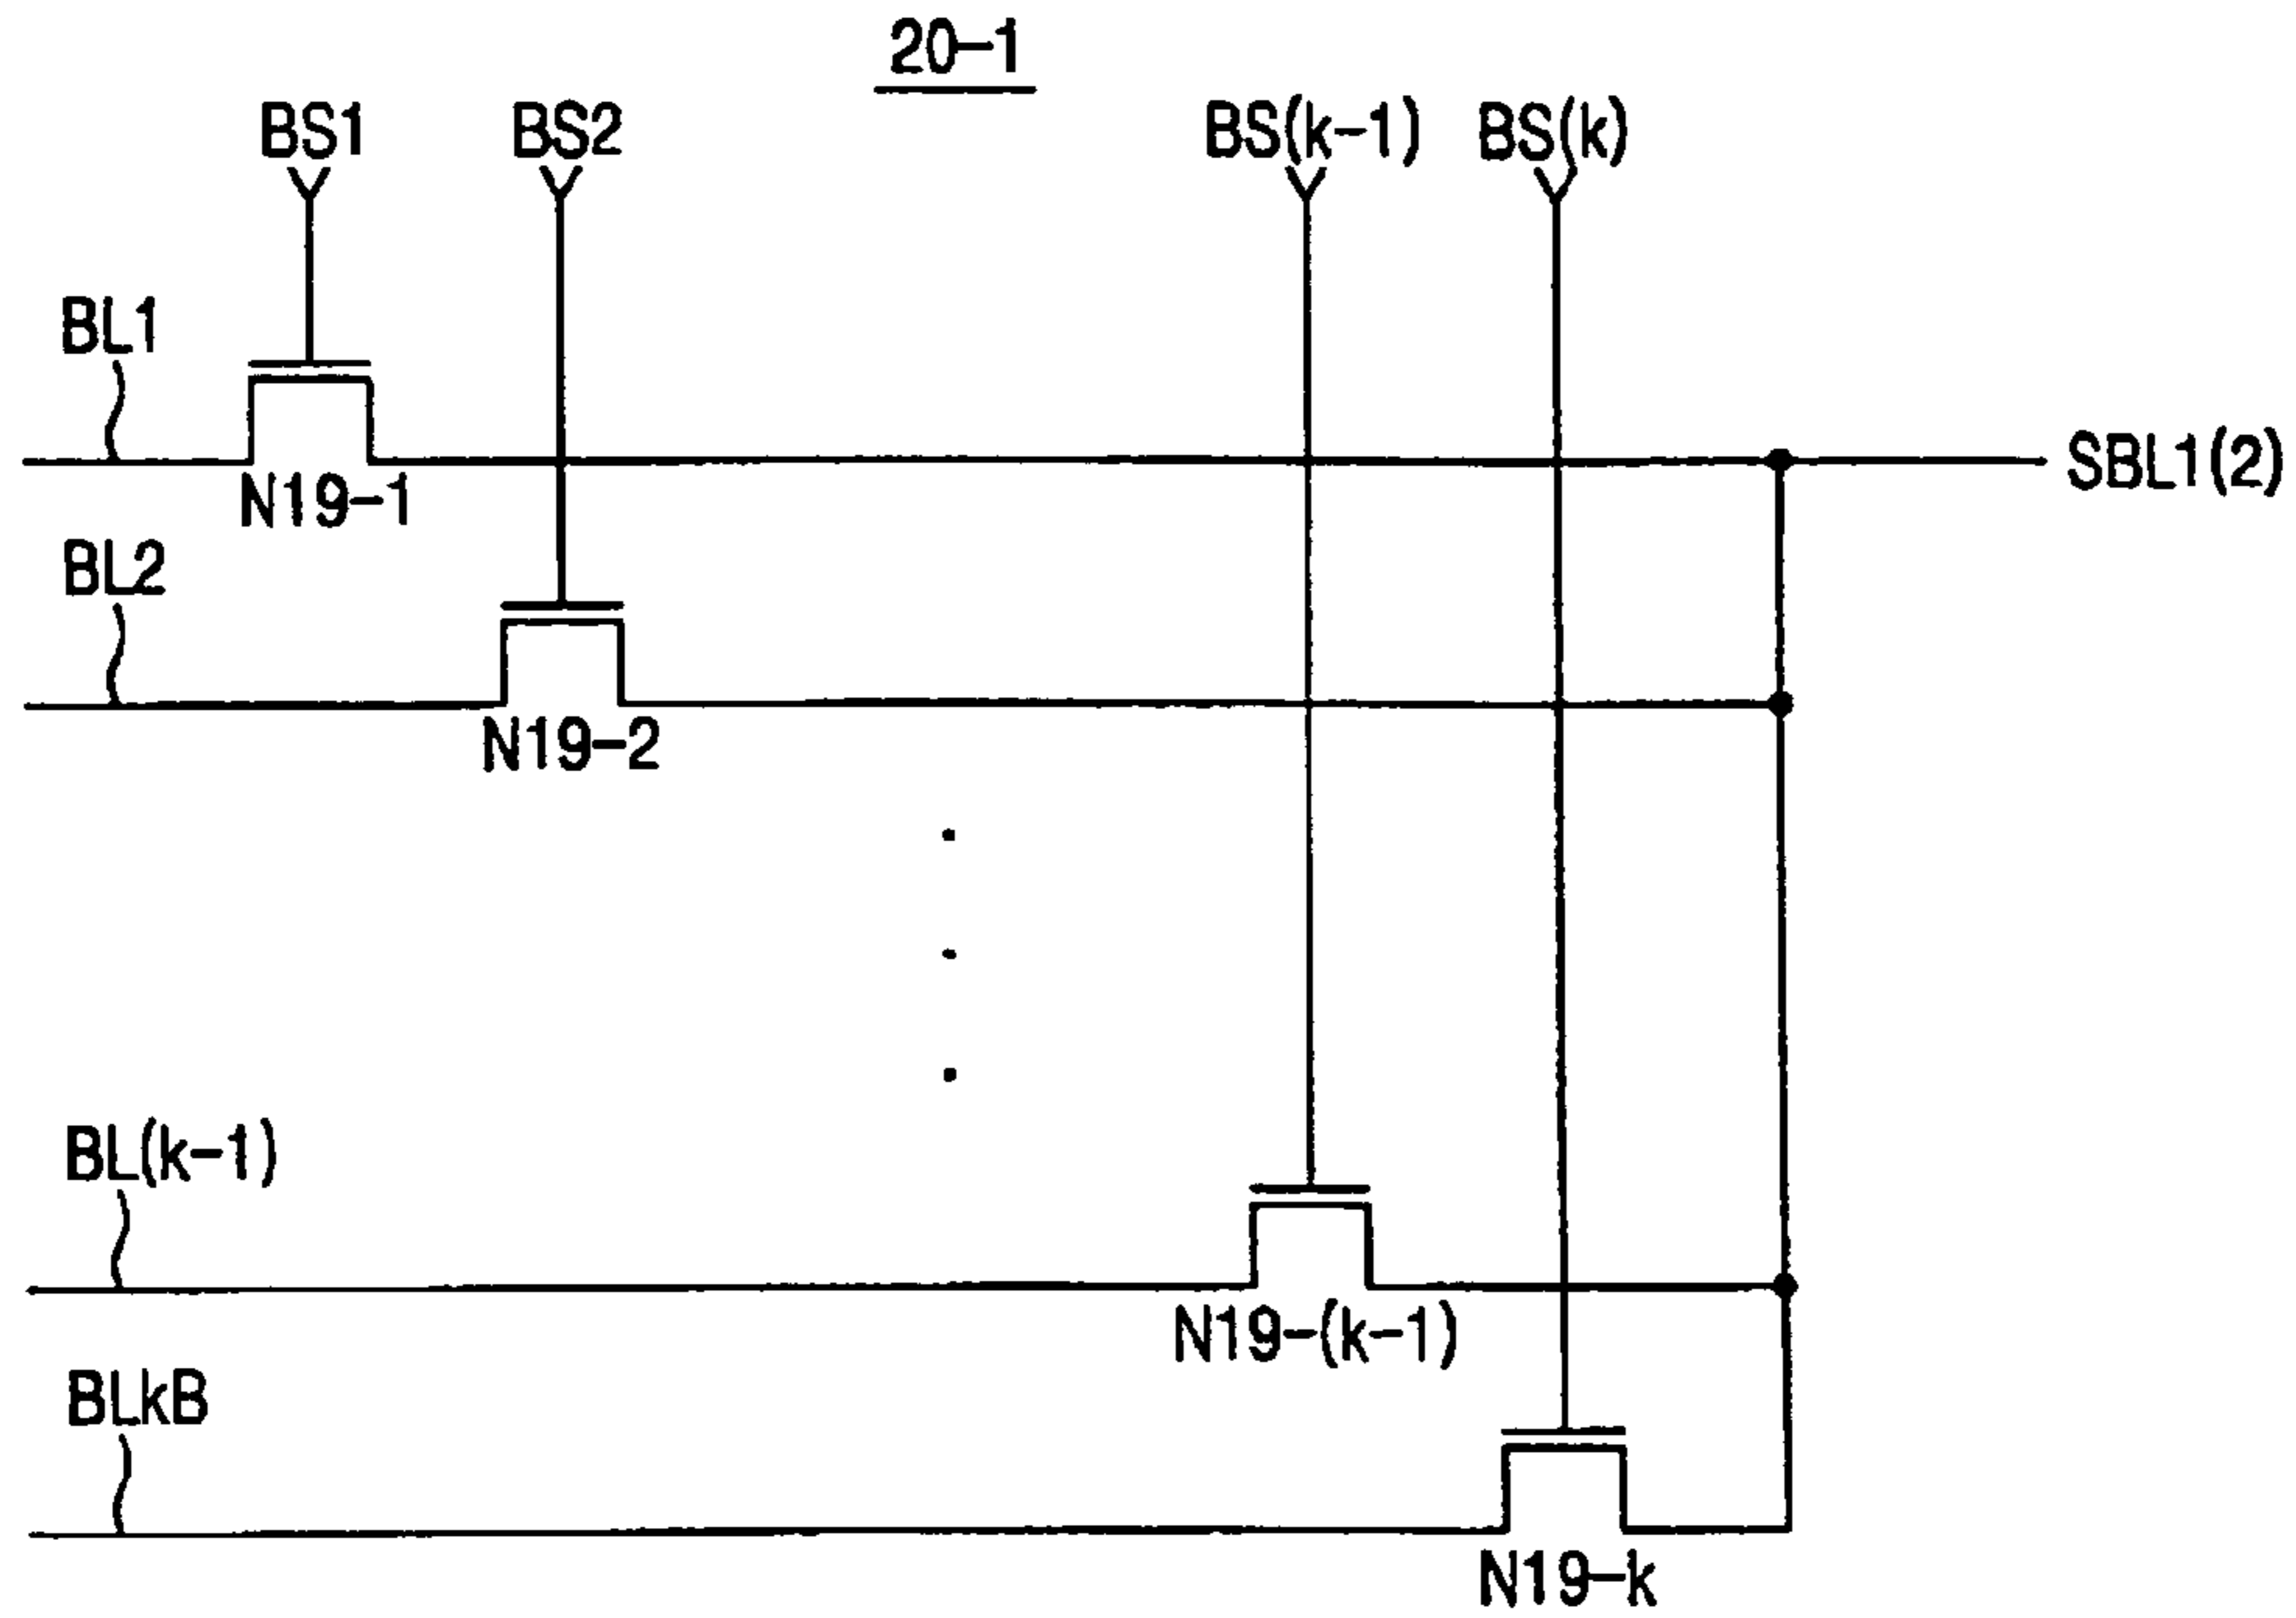 20-1
BS1 BS2 BS(k-1) BS(k)
BL1
SBL1(2)
N19-1
BL2
N19-2
BL(k-1)
N19-(k-1)
BLkB
N19-k